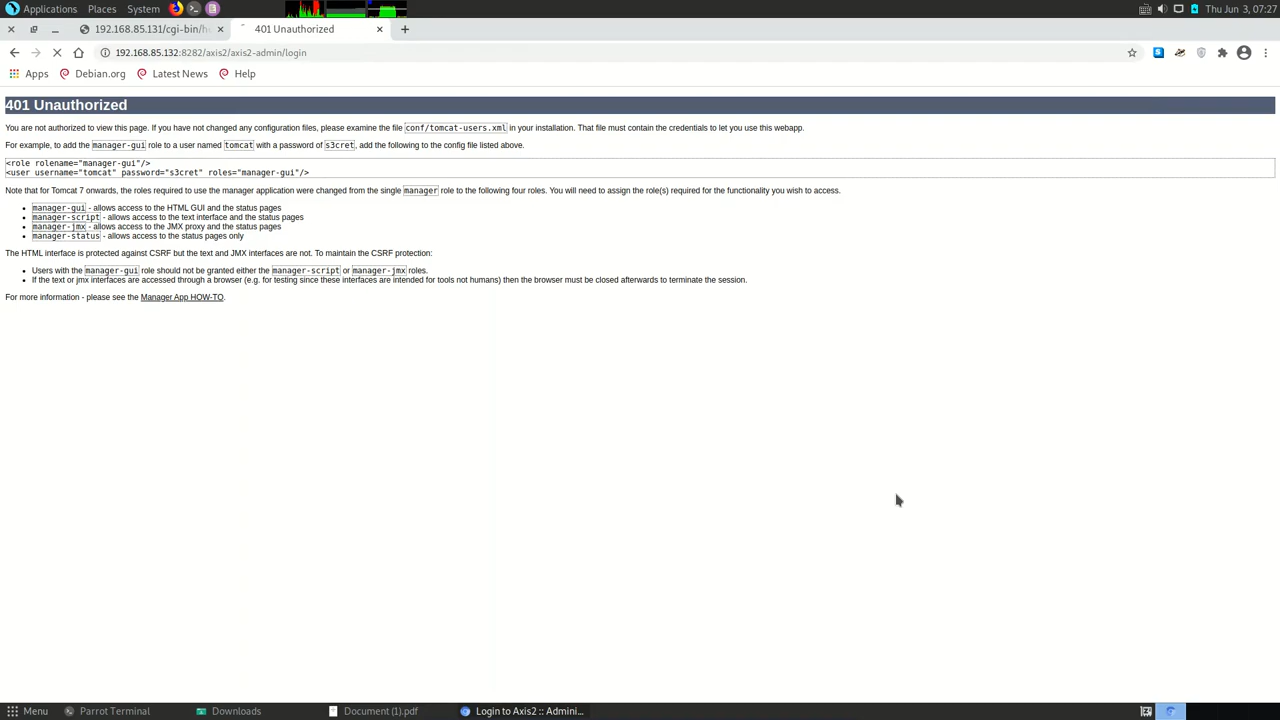 Applications Places System Thu Jun 3, 07:27
192.168.85.131/cgi-bin/he 401 Unauthorized
192.168.85.132:8282/axis2/axis2-admin/login
Apps Debian.org Latest News Help
401 Unauthorized
You are not authorized to view this page. If you have not changed any configuration files, please examine the file conf/tomcat-users.xml in your installation. That file must contain the credentials to let you use this webapp.
For example, to add the manager-gui role to a user named tomcat with a password of s3cret, add the following to the config file listed above.
<role rolename="manager-gui"/>
<user username="tomcat" password="s3cret" roles="manager-gui"/>
Note that for Tomcat 7 onwards, the roles required to use the manager application were changed from the single manager role to the following four roles. You will need to assign the role(s) required for the functionality you wish to access.
manager-gui - allows access to the HTML GUI and the status pages
manager-script - allows access to the text interface and the status pages
manager-jmx - allows access to the JMX proxy and the status pages
manager-status - allows access to the status pages only
The HTML interface is protected against CSRF but the text and JMX interfaces are not. To maintain the CSRF protection:
Users with the manager-gui role should not be granted either the manager-script or manager-jmx roles.
If the text or jmx interfaces are accessed through a browser (e.g. for testing since these interfaces are intended for tools not humans) then the browser must be closed afterwards to terminate the session.
For more information - please see the Manager App HOW-TO.
Menu Parrot Terminal Downloads Document (1).pdf Login to Axis2 :: Admini...